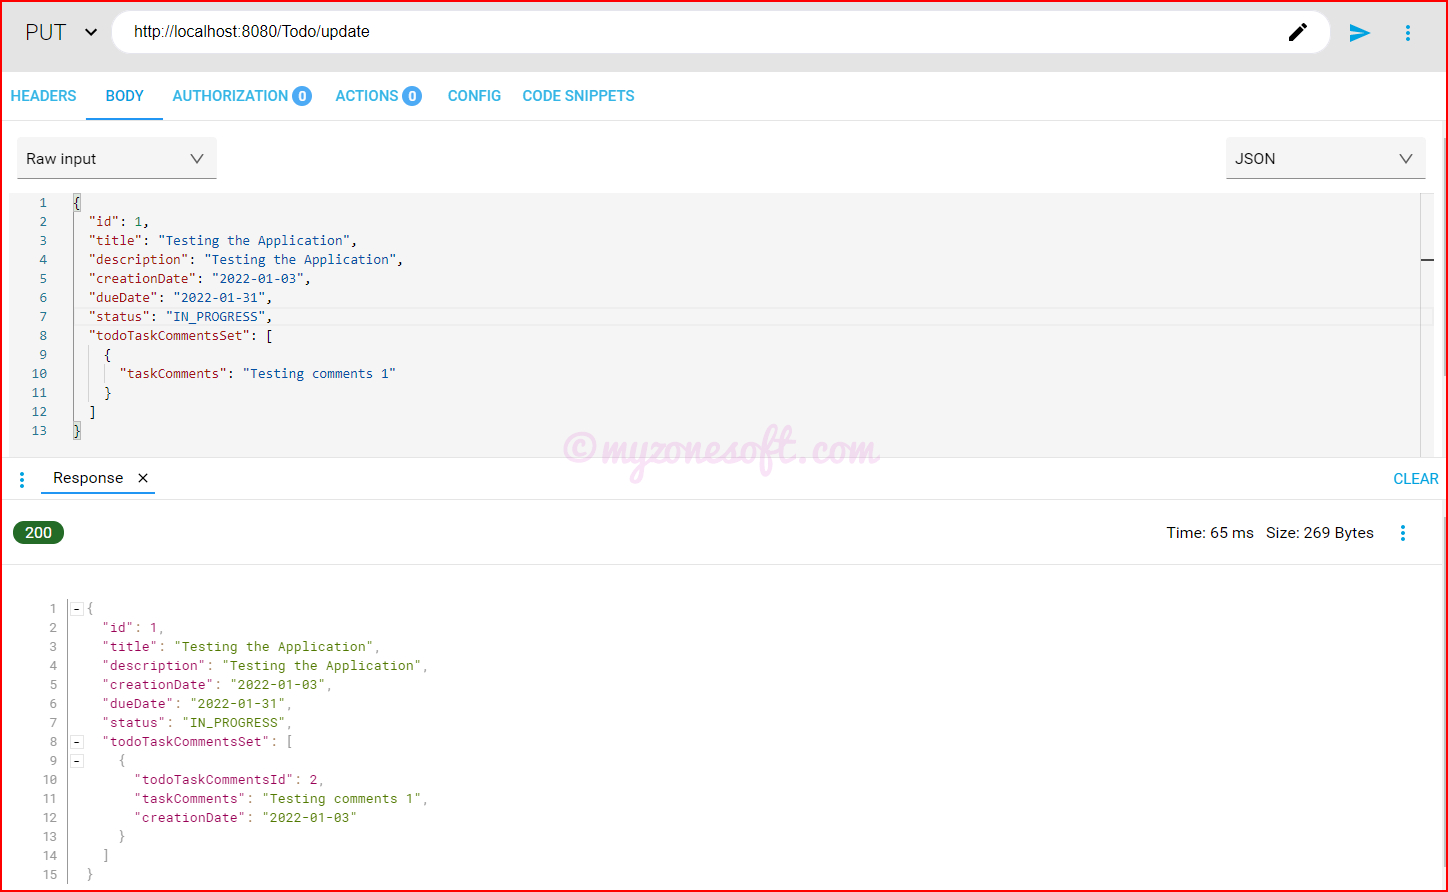 PUT http://localhost:8080/Todo/update
HEADERS BODY AUTHORIZATION 0 ACTIONS 0 CONFIG CODE SNIPPETS
Raw input JSON
1 {
2 "id": 1,
3 "title": "Testing the Application",
4 "description": "Testing the Application",
5 "creationDate": "2022-01-03",
6 "dueDate": "2022-01-31",
7 "status": "IN_PROGRESS",
8 "todoTaskCommentsSet": [
9 {
10 "taskComments": "Testing comments 1"
11 }
12 ]
13 }
©myzonesoft.com
Response CLEAR
200 Time: 65 ms Size: 269 Bytes
1 {
2 "id": 1,
3 "title": "Testing the Application",
4 "description": "Testing the Application",
5 "creationDate": "2022-01-03",
6 "dueDate": "2022-01-31",
7 "status": "IN_PROGRESS",
8 "todoTaskCommentsSet": [
9 {
10 "todoTaskCommentsId": 2,
11 "taskComments": "Testing comments 1",
12 "creationDate": "2022-01-03"
13 }
14 ]
15 }